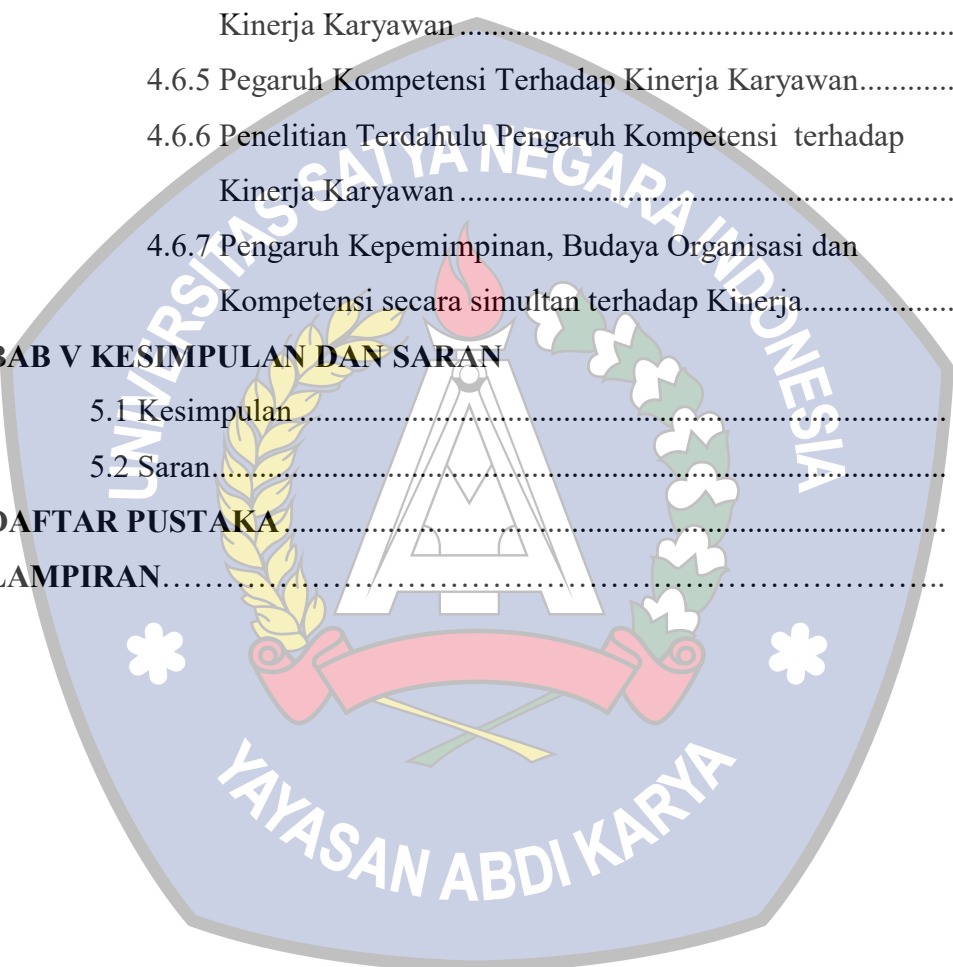 Kinerja Karyawan ................................................................
4.6.5 Pegaruh Kompetensi Terhadap Kinerja Karyawan............
4.6.6 Penelitian Terdahulu Pengaruh Kompetensi terhadap
Kinerja Karyawan ................................................................
4.6.7 Pengaruh Kepemimpinan, Budaya Organisasi dan
Kompetensi secara simultan terhadap Kinerja...................
BAB V KESIMPULAN DAN SARAN
5.1 Kesimpulan ................................................................................
5.2 Saran...........................................................................................
DAFTAR PUSTAKA ..................................................................................
LAMPIRAN……………………………………………………………………..
UNIVERSITAS SATYA NEGARA INDONESIA
YAYASAN ABDI KARYA